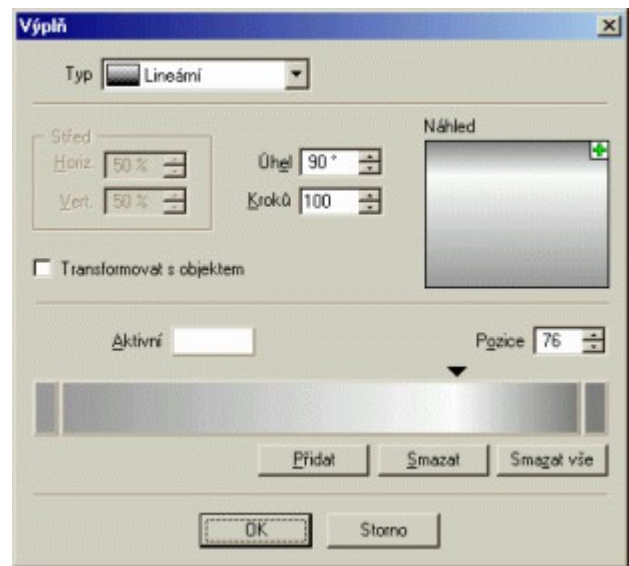 Výplň
Typ Lineární
Střed
Náhled
Horiz. 50 %
Úhel 90 °
Vert. 50 %
Kroků 100
Transformovat s objektem
Aktivní
Pozice 76
Přidat Smazat Smazat vše
OK Storno